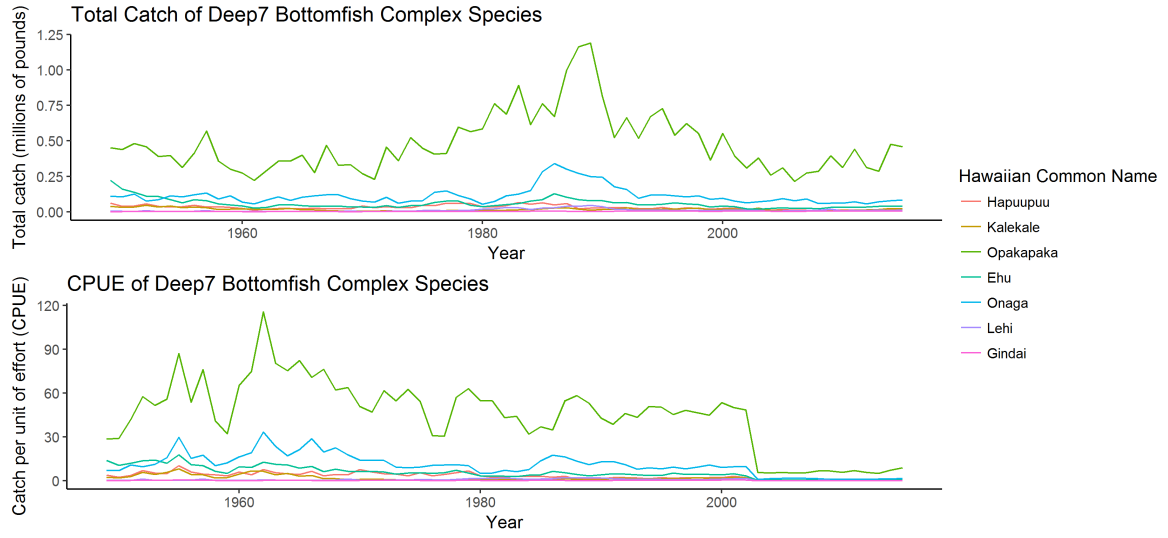 Total Catch of Deep7 Bottomfish Complex Species
Total catch (millions of pounds)
1.25
1.00
0.75
0.50
0.25
0.00
1960
1980
2000
Year
CPUE of Deep7 Bottomfish Complex Species
Catch per unit of effort (CPUE)
120
90
60
30
0
1960
1980
2000
Year
Hawaiian Common Name
Hapuupuu
Kalekale
Opakapaka
Ehu
Onaga
Lehi
Gindai